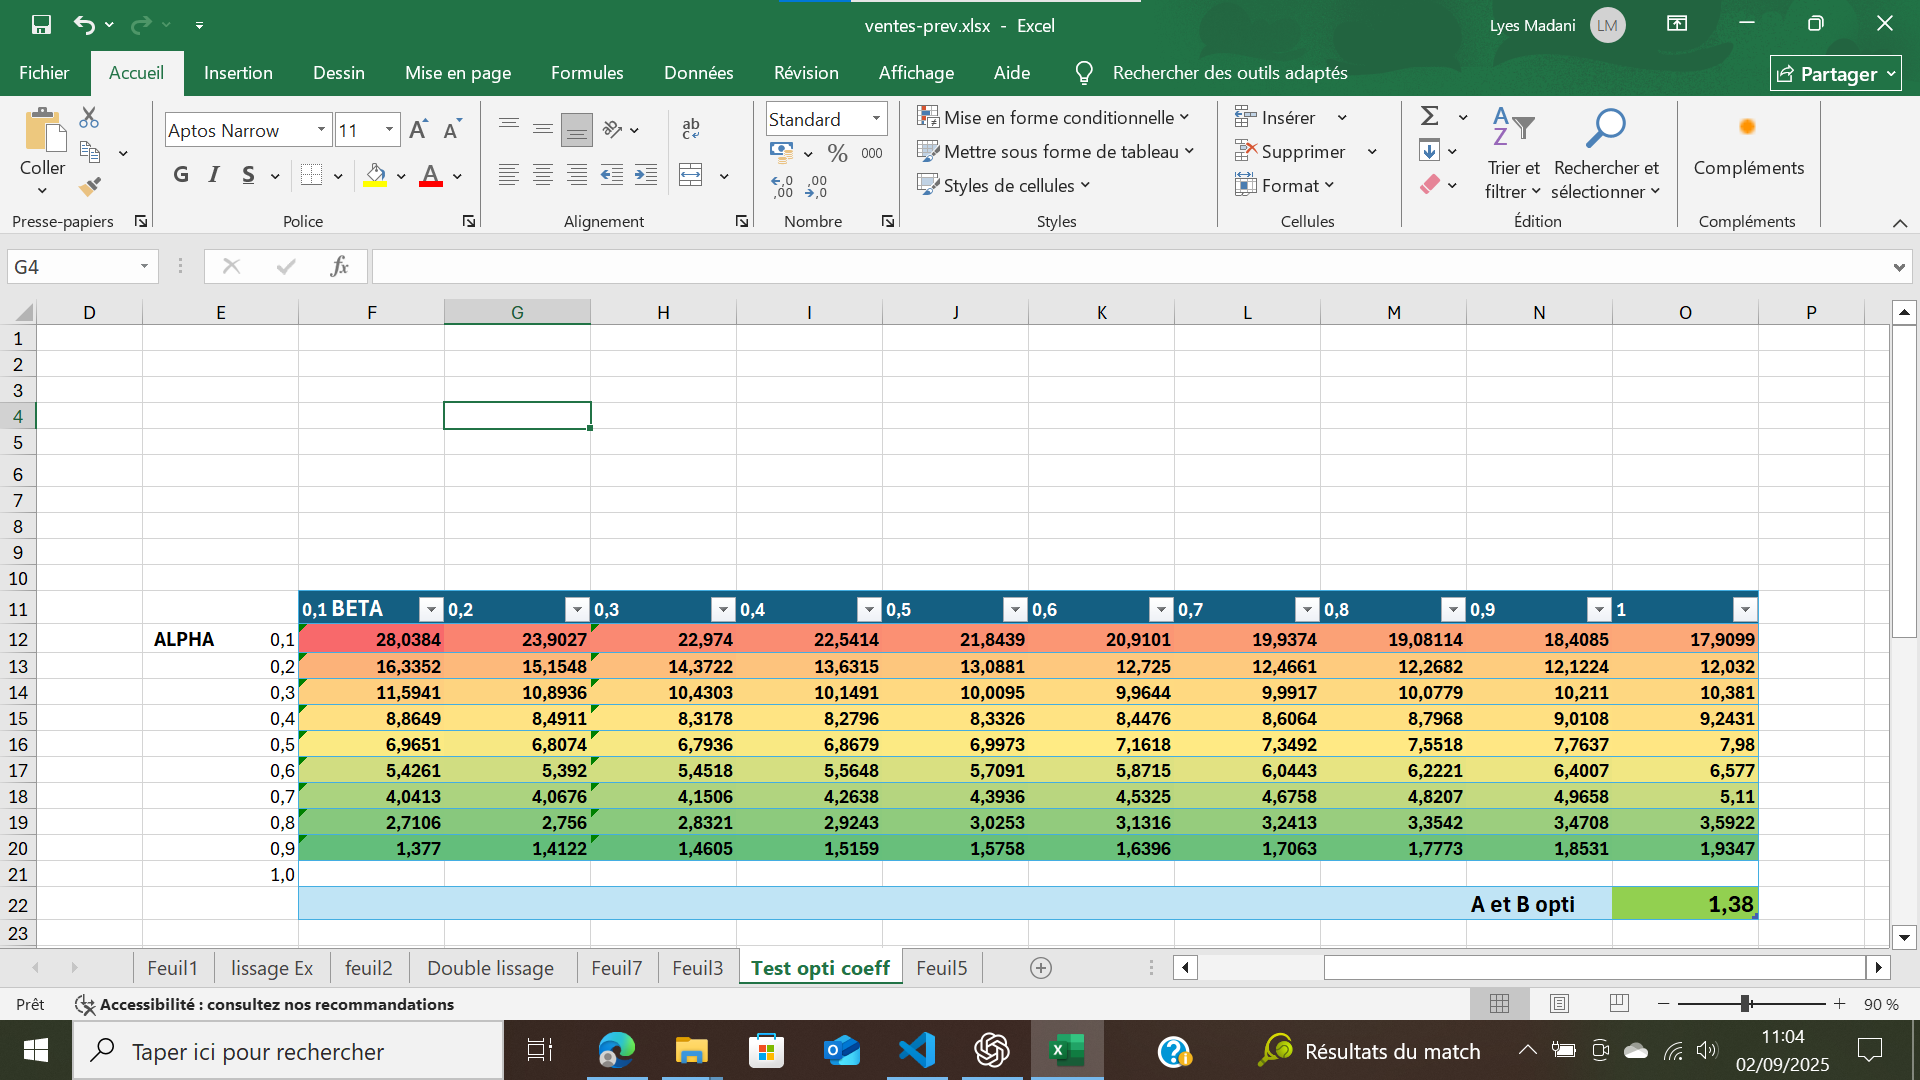 ventes-prev.xlsx - Excel
Lyes Madani LM
Fichier Accueil Insertion Dessin Mise en page Formules Données Révision Affichage Aide Rechercher des outils adaptés Partager
Coller
Presse-papiers
Aptos Narrow 11
G I S
Police
ab c
Alignement
Standard
% 000
Nombre
Mise en forme conditionnelle
Mettre sous forme de tableau
Styles de cellules
Styles
Insérer
Supprimer
Format
Cellules
Trier et filtrer
Rechercher et sélectionner
Édition
Compléments
Compléments
G4 fx
D E F G H I J K L M N O P
1
2
3
4
5
6
7
8
9
10
11 0,1 BETA 0,2 0,3 0,4 0,5 0,6 0,7 0,8 0,9 1
12 ALPHA 0,1 28,0384 23,9027 22,974 22,5414 21,8439 20,9101 19,9374 19,08114 18,4085 17,9099
13 0,2 16,3352 15,1548 14,3722 13,6315 13,0881 12,725 12,4661 12,2682 12,1224 12,032
14 0,3 11,5941 10,8936 10,4303 10,1491 10,0095 9,9644 9,9917 10,0779 10,211 10,381
15 0,4 8,8649 8,4911 8,3178 8,2796 8,3326 8,4476 8,6064 8,7968 9,0108 9,2431
16 0,5 6,9651 6,8074 6,7936 6,8679 6,9973 7,1618 7,3492 7,5518 7,7637 7,98
17 0,6 5,4261 5,392 5,4518 5,5648 5,7091 5,8715 6,0443 6,2221 6,4007 6,577
18 0,7 4,0413 4,0676 4,1506 4,2638 4,3936 4,5325 4,6758 4,8207 4,9658 5,11
19 0,8 2,7106 2,756 2,8321 2,9243 3,0253 3,1316 3,2413 3,3542 3,4708 3,5922
20 0,9 1,377 1,4122 1,4605 1,5159 1,5758 1,6396 1,7063 1,7773 1,8531 1,9347
21 1,0
22 A et B opti 1,38
23
Feuil1 lissage Ex feuil2 Double lissage Feuil7 Feuil3 Test opti coeff Feuil5
Prêt Accessibilité : consultez nos recommandations 90 %
Taper ici pour rechercher
Résultats du match
11:04
02/09/2025